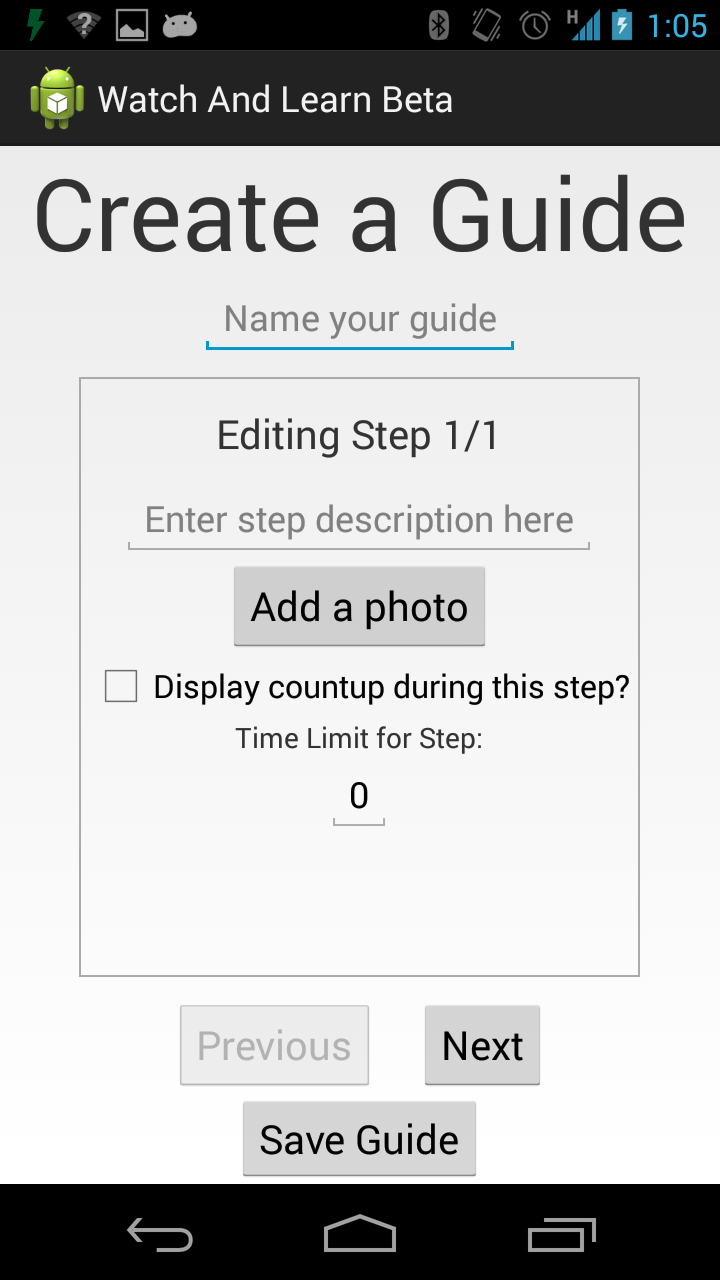 H 1:05
Watch And Learn Beta
Create a Guide
Name your guide
Editing Step 1/1
Enter step description here
Add a photo
Display countup during this step?
Time Limit for Step:
0
Previous Next
Save Guide